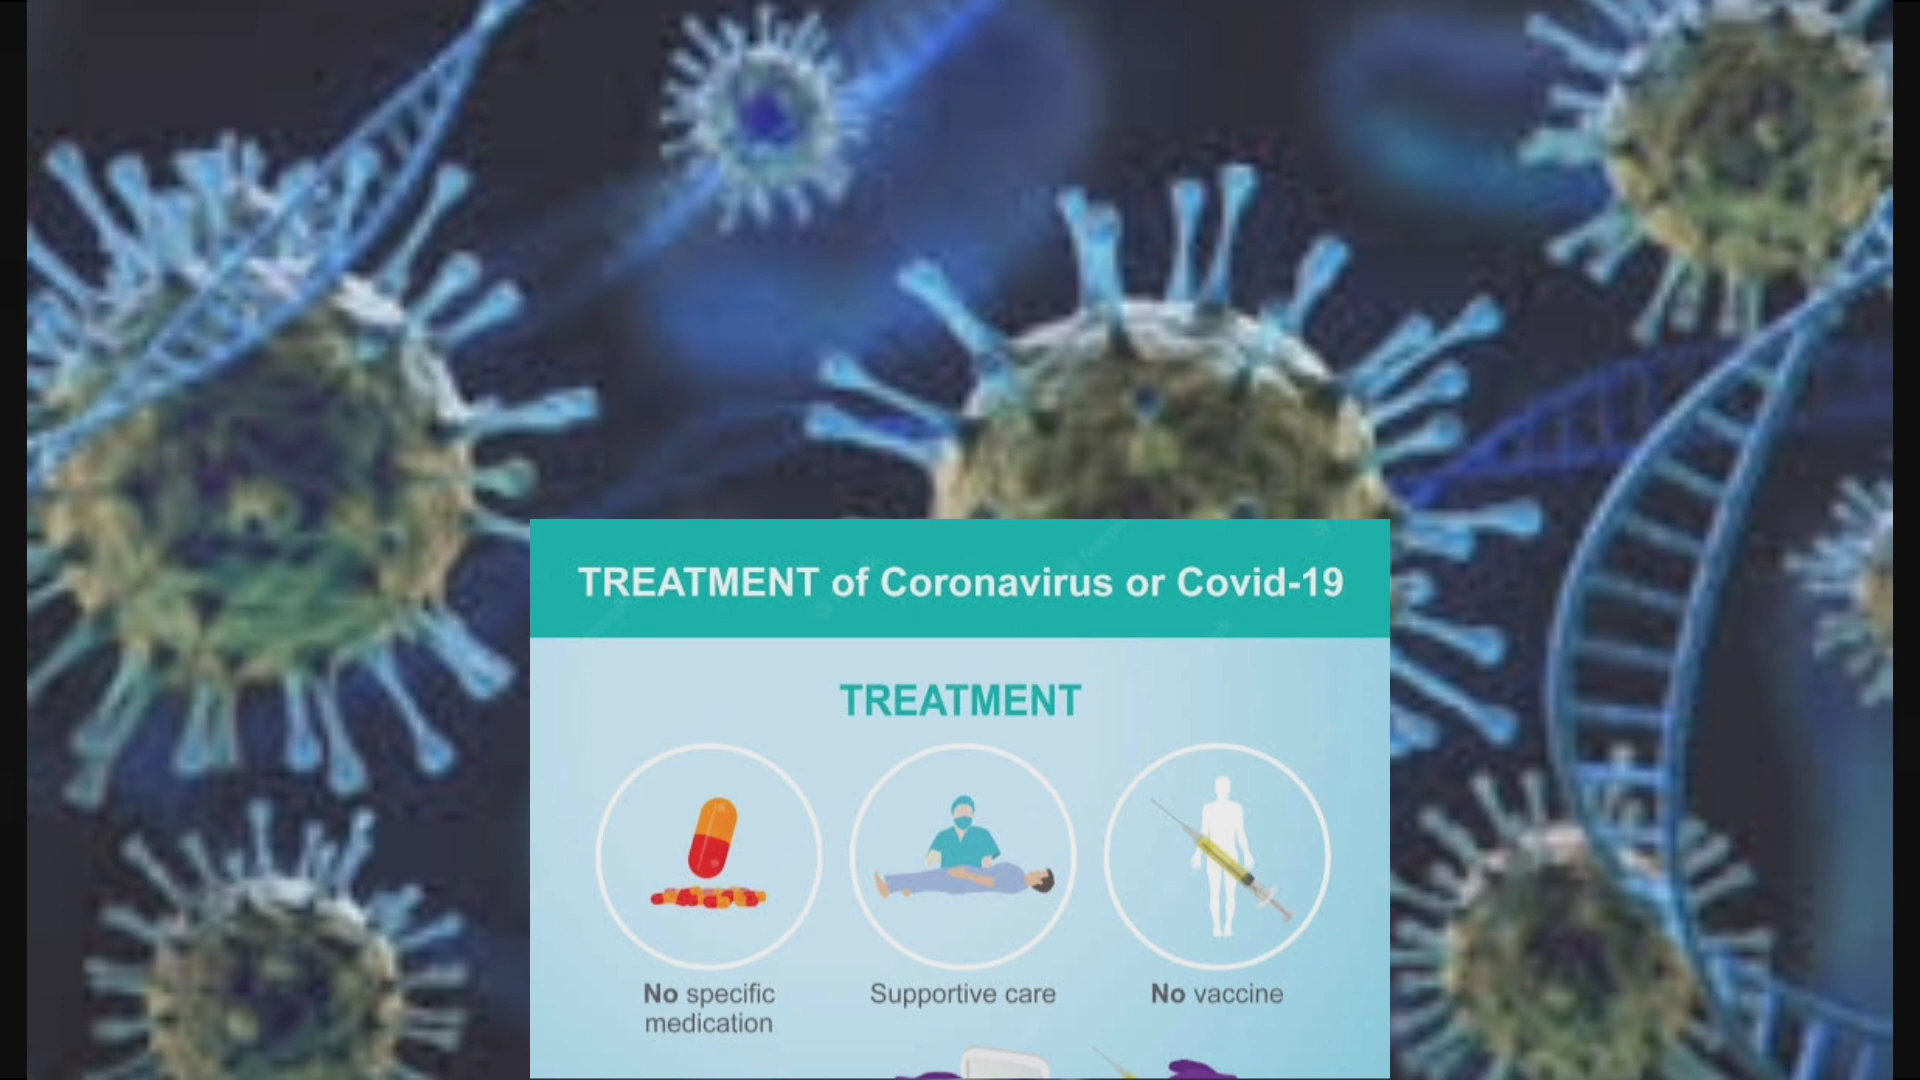 TREATMENT of Coronavirus or Covid-19
TREATMENT
No specific
medication
Supportive care
No vaccine